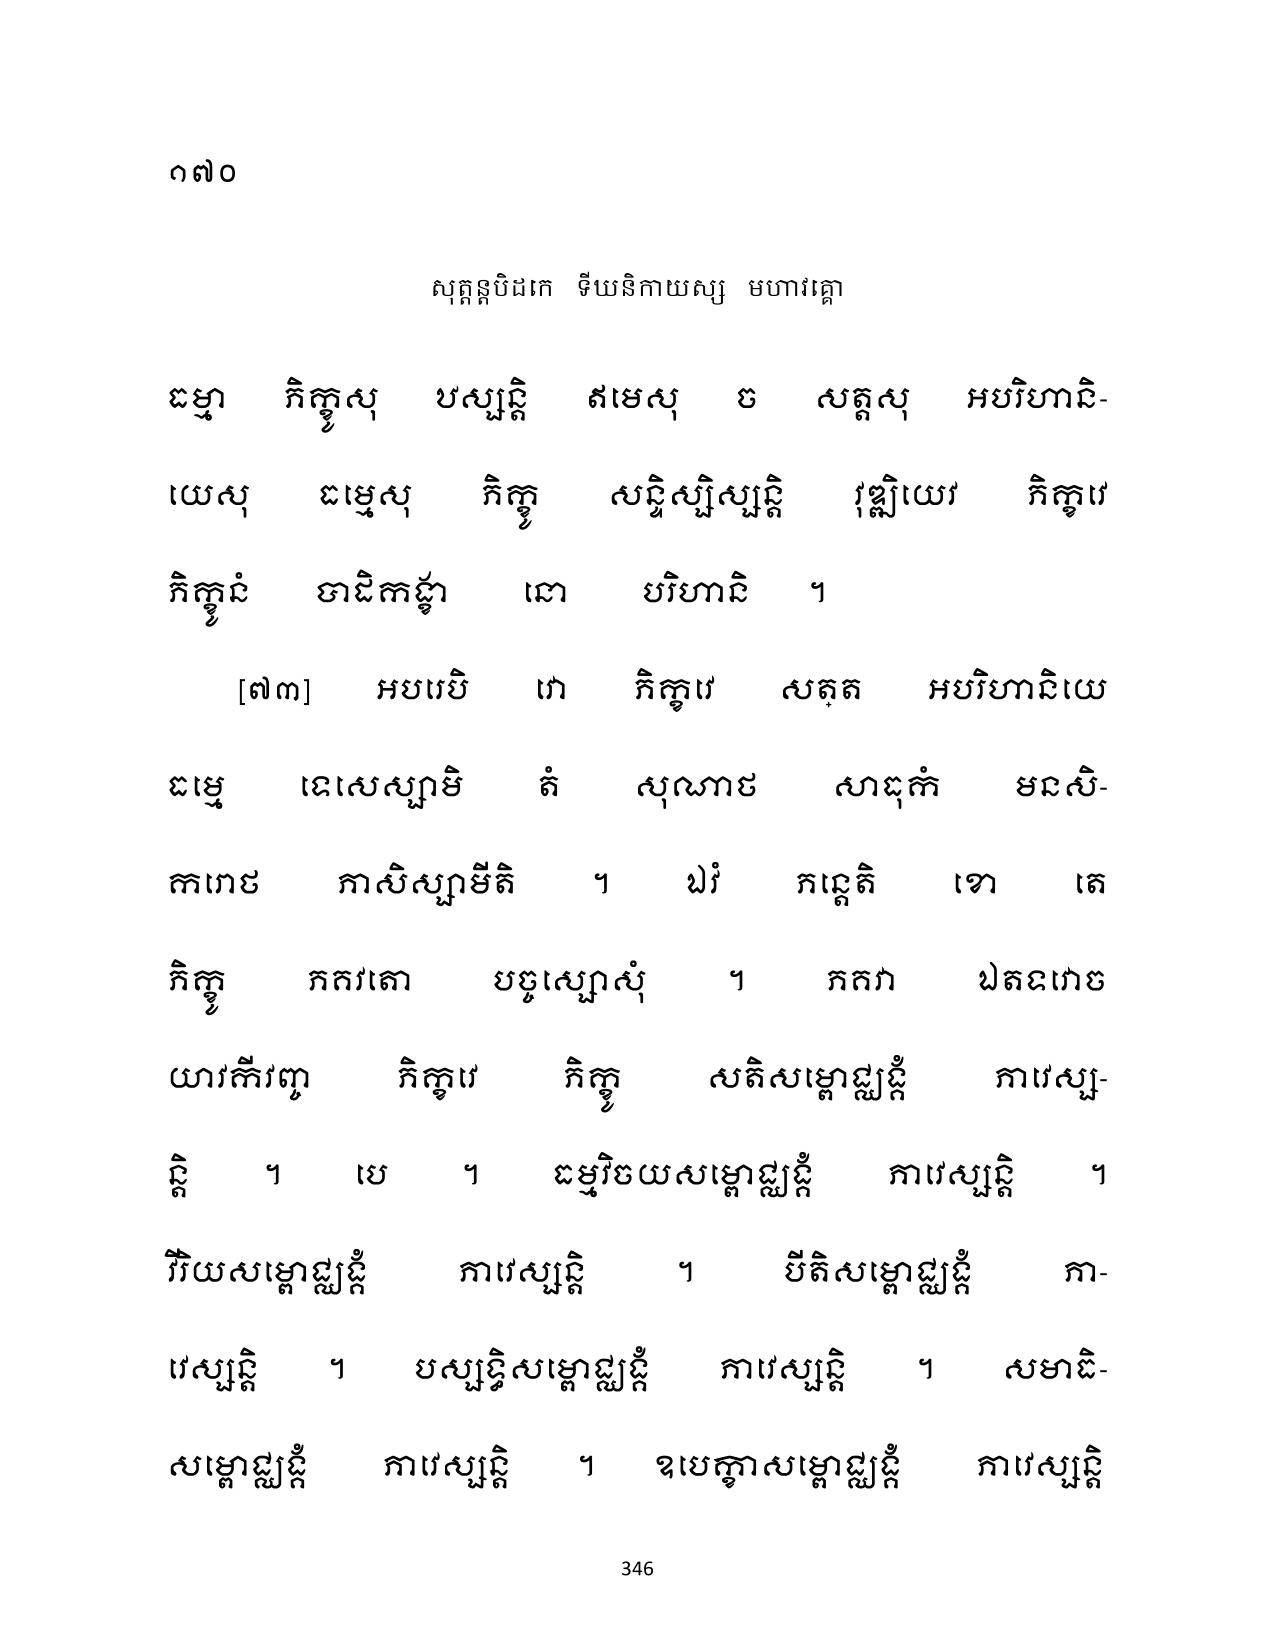 ១៧០
សុត្តន្តបិដកេ ទីឃនិកាយស្ស មហាវគ្គោ
ធម្មា ភិក្ខូសុ ឋស្សន្តិ ឥមេសុ ច សត្តសុ អបរិហានិ-
យេសុ ធម្មេសុ ភិក្ខូ សន្ទិស្សិស្សន្តិ វុឌ្ឍិយេវ ភិក្ខវេ
ភិក្ខូនំ បាដិកង្ខា នោ បរិហានិ ។
[៧៣] អបរេបិ វោ ភិក្ខវេ សត្ត អបរិហានិយេ
ធម្មេ ទេសេស្សាមិ តំ សុណាថ សាធុកំ មនសិ-
ករោថ ភាសិស្សាមីតិ ។ ឯវំ ភន្តេតិ ខោ តេ
ភិក្ខូ ភគវតោ បច្ចស្សោសុំ ។ ភគវា ឯតទវោច
យាវកីវញ្ច ភិក្ខវេ ភិក្ខូ សតិសម្ពោជ្ឈង្គំ ភាវេស្ស-
ន្តិ ។ បេ ។ ធម្មវិចយសម្ពោជ្ឈង្គំ ភាវេស្សន្តិ ។
វីរិយសម្ពោជ្ឈង្គំ ភាវេស្សន្តិ ។ បីតិសម្ពោជ្ឈង្គំ ភា-
វេស្សន្តិ ។ បស្សទ្ធិសម្ពោជ្ឈង្គំ ភាវេស្សន្តិ ។ សមាធិ-
សម្ពោជ្ឈង្គំ ភាវេស្សន្តិ ។ ឧបេក្ខាសម្ពោជ្ឈង្គំ ភាវេស្សន្តិ
346